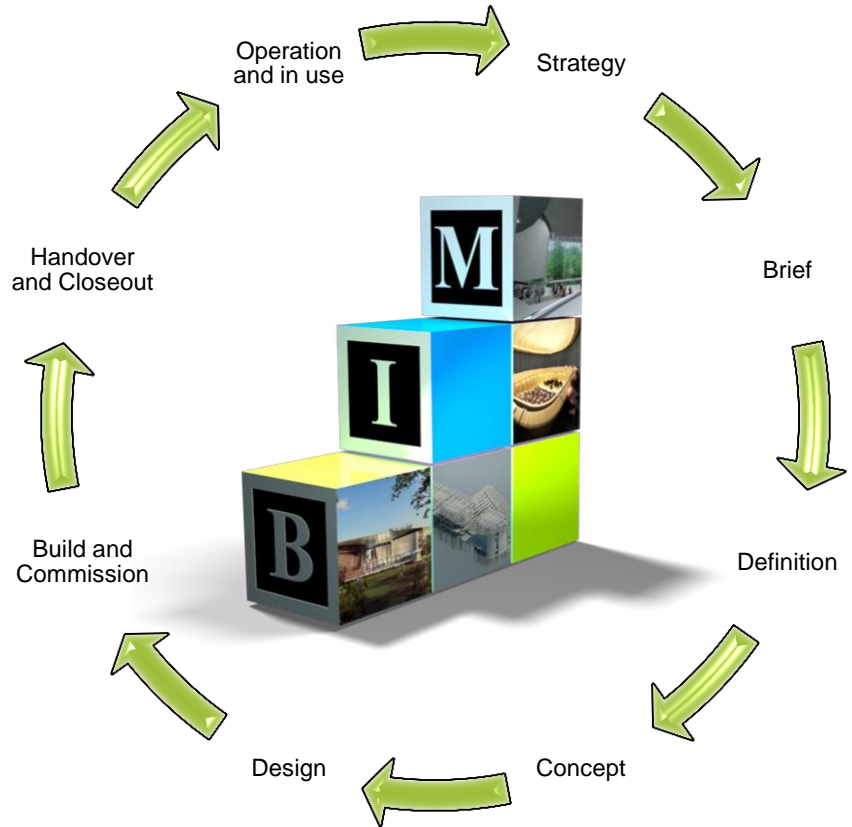 Operation
and in use
Strategy
Brief
Definition
Concept
Design
Build and
Commission
Handover
and Closeout
M
I
B